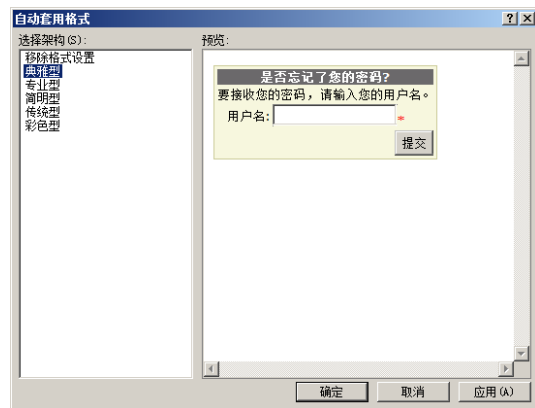 自动套用格式
选择架构(S):
移除格式设置
典雅型
专业型
简明型
传统型
彩色型
预览:
是否忘记了您的密码?
要接收您的密码，请输入您的用户名。
用户名: *
提交
确定 取消 应用(A)